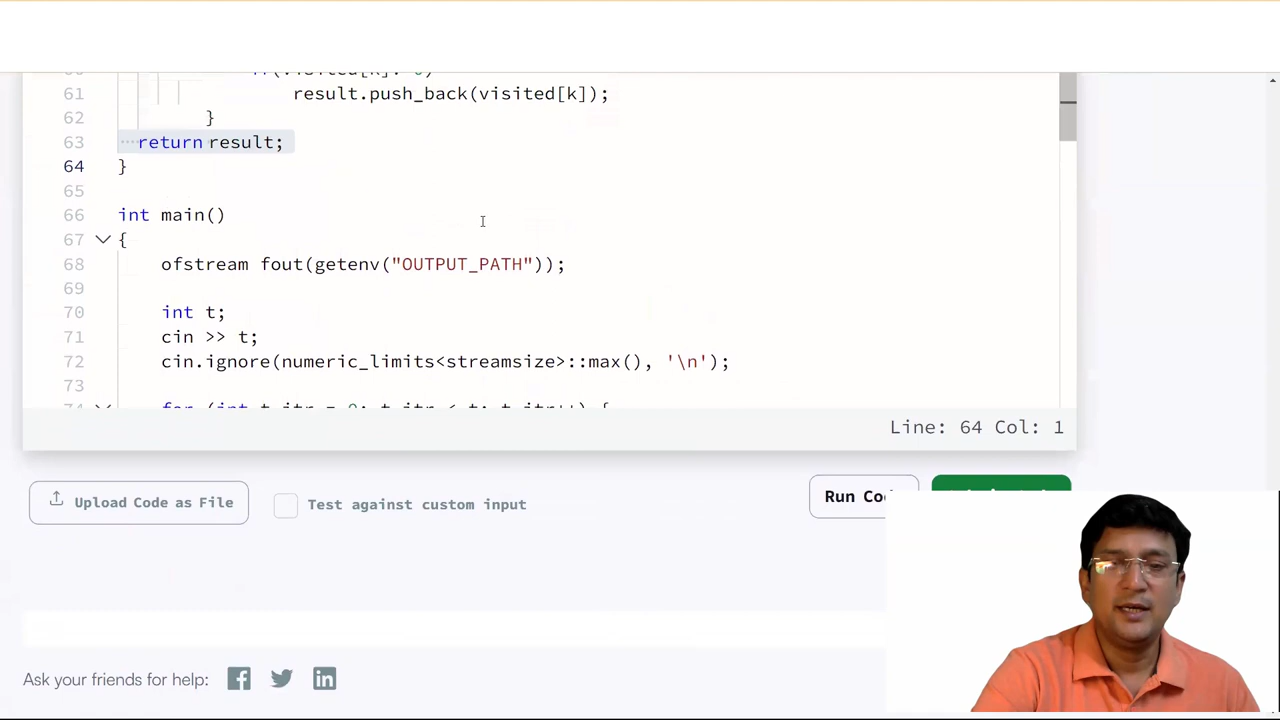 61 result.push_back(visited[k]);
62 }
63 return result;
64 }
65
66 int main()
67 {
68 ofstream fout(getenv("OUTPUT_PATH"));
69
70 int t;
71 cin >> t;
72 cin.ignore(numeric_limits<streamsize>::max(), '\n');
73
Line: 64 Col: 1
Upload Code as File
Test against custom input
Run
Ask your friends for help: